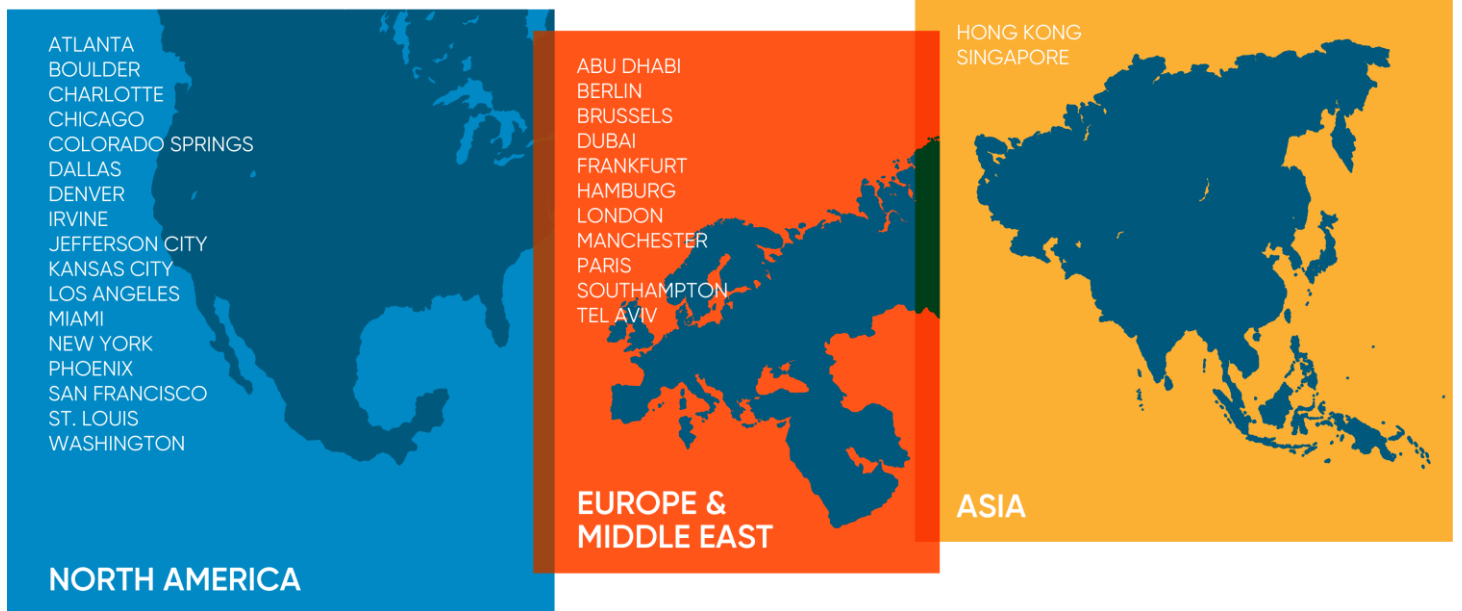 ATLANTA
BOULDER
CHARLOTTE
CHICAGO
COLORADO SPRINGS
DALLAS
DENVER
IRVINE
JEFFERSON CITY
KANSAS CITY
LOS ANGELES
MIAMI
NEW YORK
PHOENIX
SAN FRANCISCO
ST. LOUIS
WASHINGTON
NORTH AMERICA
ABU DHABI
BERLIN
BRUSSELS
DUBAI
FRANKFURT
HAMBURG
LONDON
MANCHESTER
PARIS
SOUTHAMPTON
TEL AVIV
EUROPE &
MIDDLE EAST
HONG KONG
SINGAPORE
ASIA